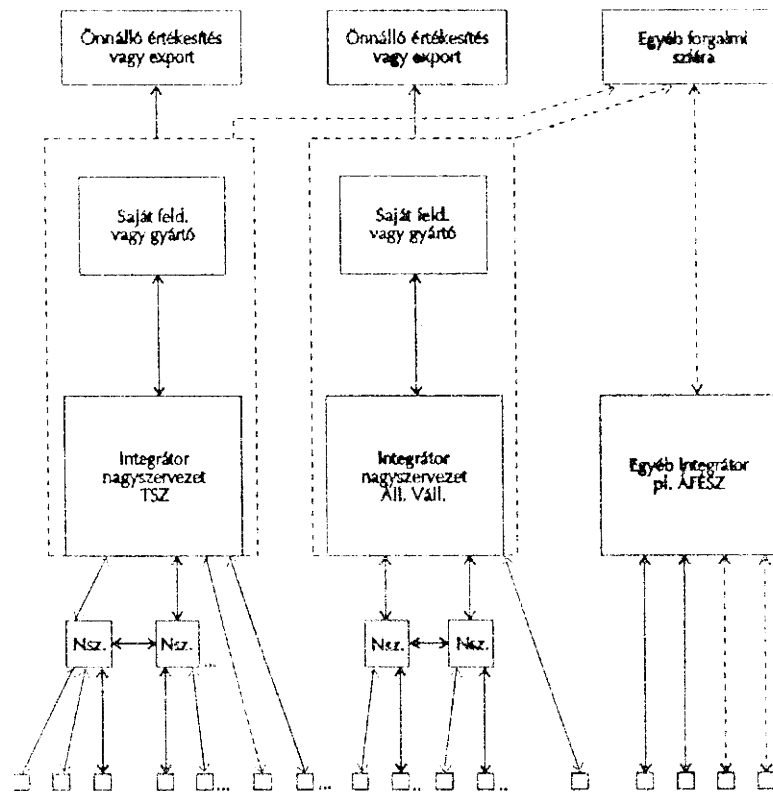 Önnálló értékesítés
vagy export
Önnálló értékesítés
vagy export
Egyéb forgalmi
szféra
Saját feld.
vagy gyártó
Saját feld.
vagy gyártó
Integrátor
nagyszervezet
TSZ
Integrátor
nagyszervezet
Áll. Váll.
Egyéb Integrátor
pl. ÁFÉSZ
Nsz.
Nsz.
...
Nsz.
Nsz.
... ... .. ..